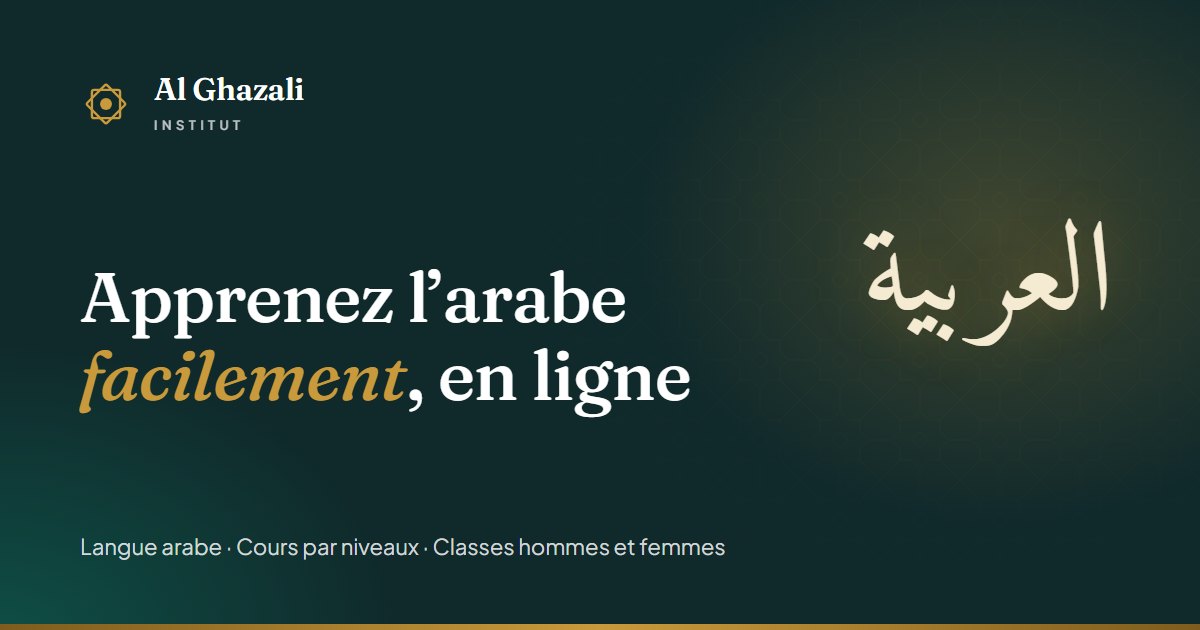 Al Ghazali
INSTITUT
Apprenez l’arabe
facilement, en ligne
العربية
Langue arabe · Cours par niveaux · Classes hommes et femmes